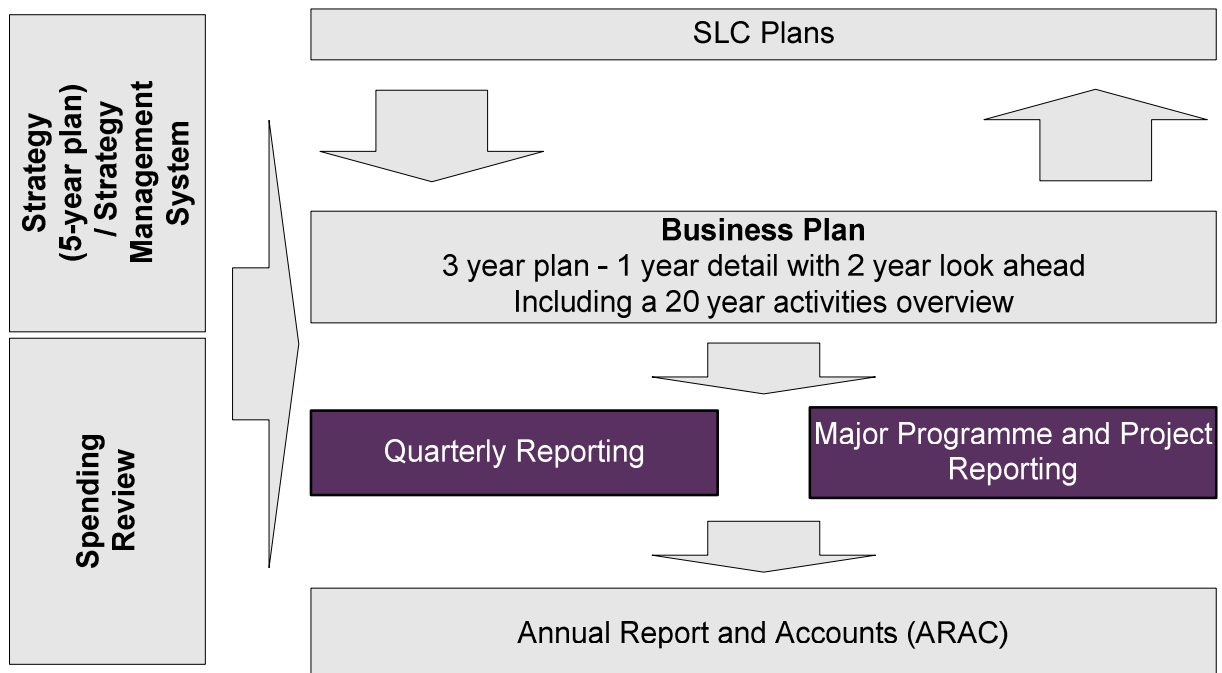 Strategy
(5-year plan)
/ Strategy
Management
System
Spending
Review
SLC Plans
Business Plan
3 year plan - 1 year detail with 2 year look ahead
Including a 20 year activities overview
Quarterly Reporting
Major Programme and Project
Reporting
Annual Report and Accounts (ARAC)